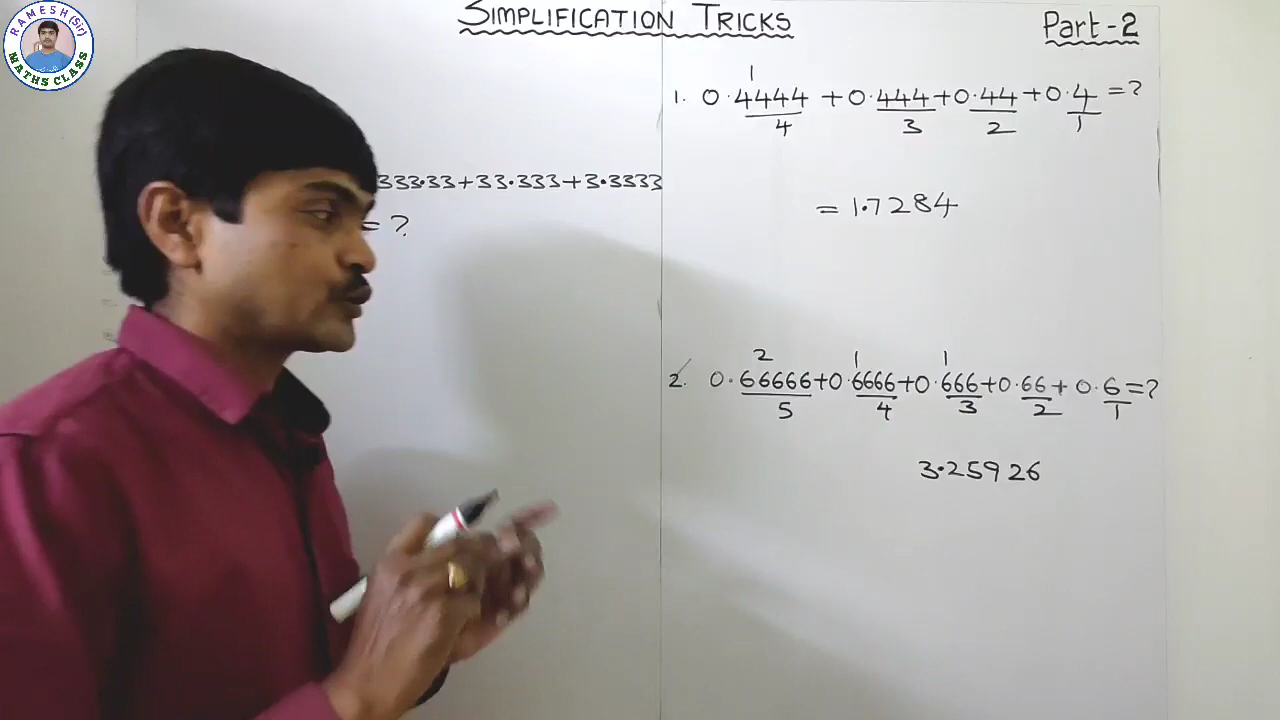 RAMESH (Sir)
MATHS CLASS
SIMPLIFICATION TRICKS
Part-2
333.33+33.333+3.3333
= ?
1
1. 0.4444 + 0.444 + 0.44 + 0.4 = ?
4 3 2 1
= 1.7284
2 1 1
2. 0.66666+0.6666+0.666+0.66+0.6=?
5 4 3 2 1
3.25926